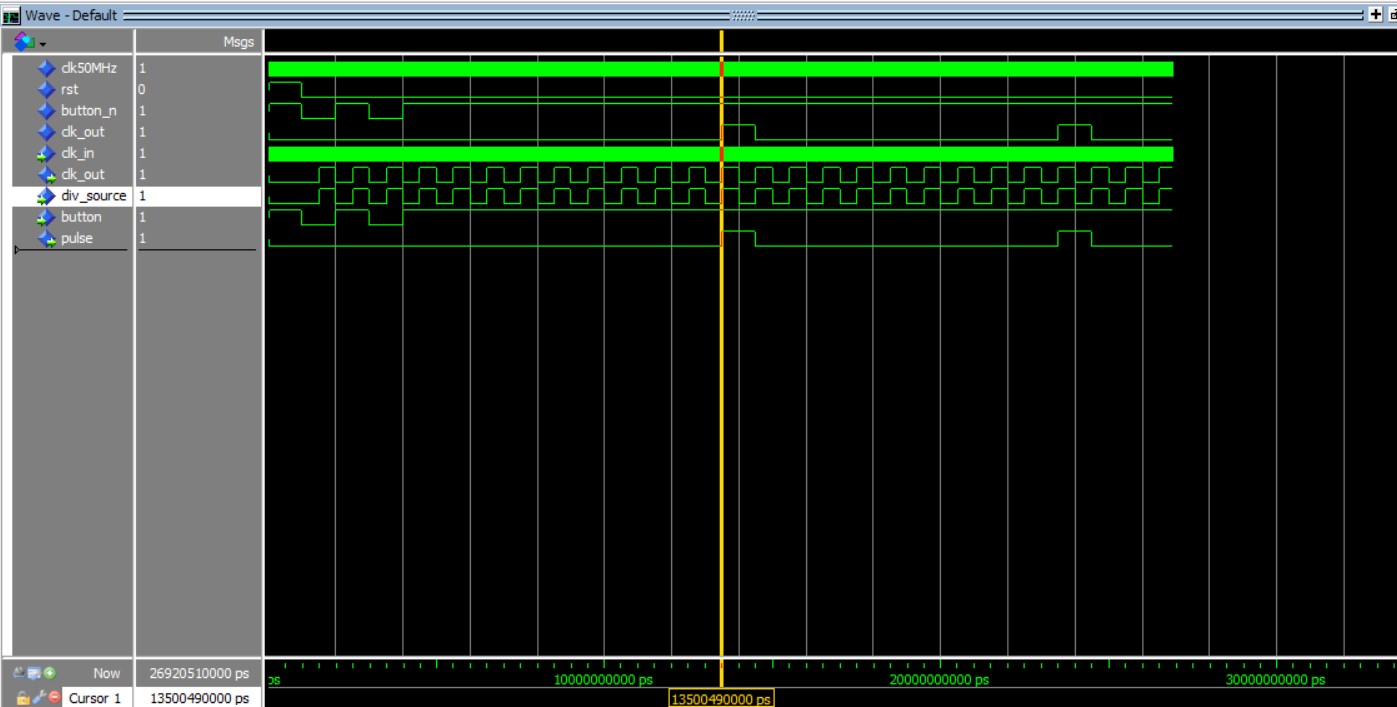 Wave - Default
Msgs
clk50MHz 1
rst 0
button_n 1
clk_out 1
clk_in 1
clk_out 1
div_source 1
button 1
pulse 1
Now 26920510000 ps
ps 10000000000 ps 20000000000 ps 30000000000 ps
Cursor 1 13500490000 ps
13500490000 ps